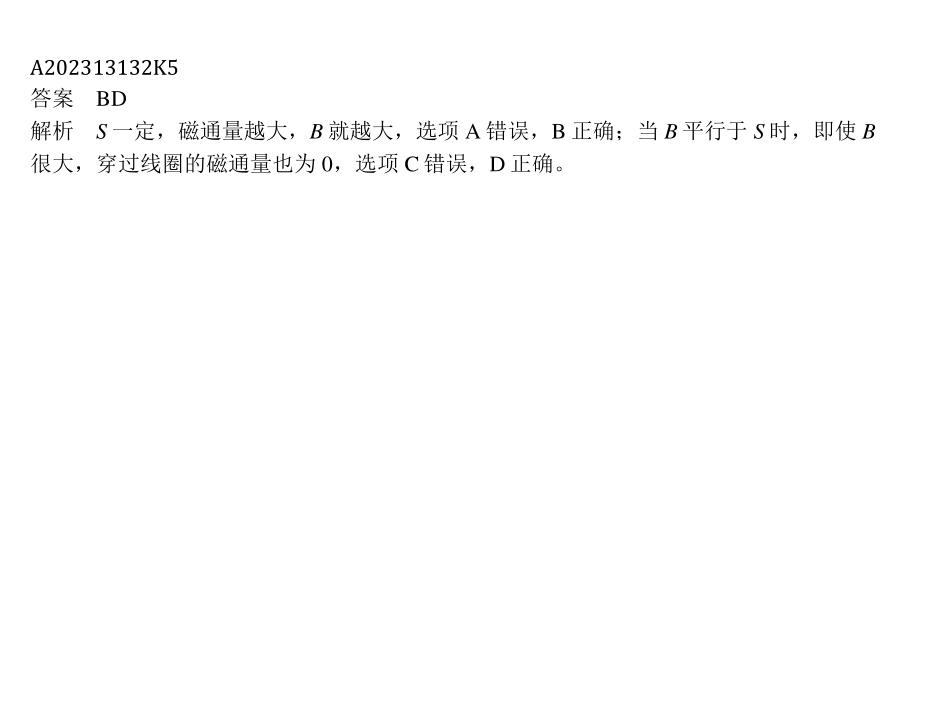 A202313132K5
答案　BD
解析　S 一定，磁通量越大，B 就越大，选项 A 错误，B 正确；当 B 平行于 S 时，即使 B
很大，穿过线圈的磁通量也为 0，选项 C 错误，D 正确。